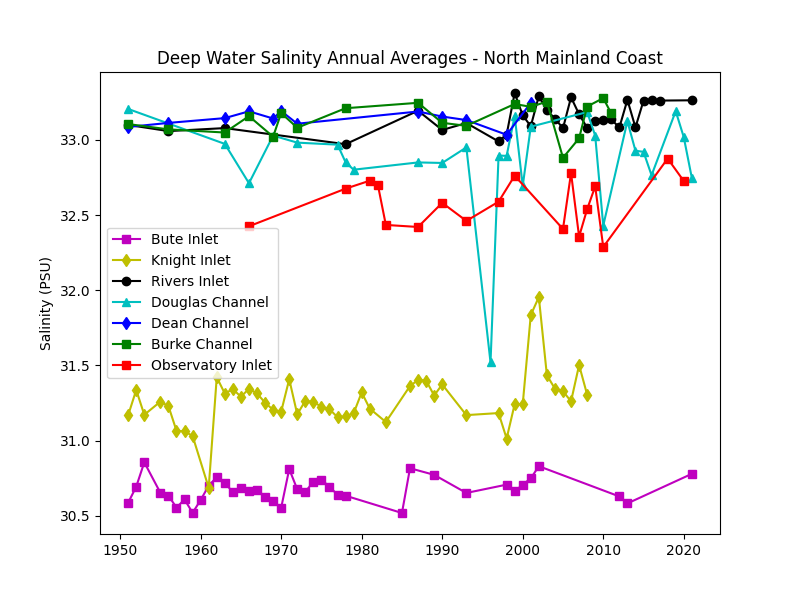 Deep Water Salinity Annual Averages - North Mainland Coast
Salinity (PSU)
33.0
32.5
32.0
31.5
31.0
30.5
Bute Inlet
Knight Inlet
Rivers Inlet
Douglas Channel
Dean Channel
Burke Channel
Observatory Inlet
1950 1960 1970 1980 1990 2000 2010 2020